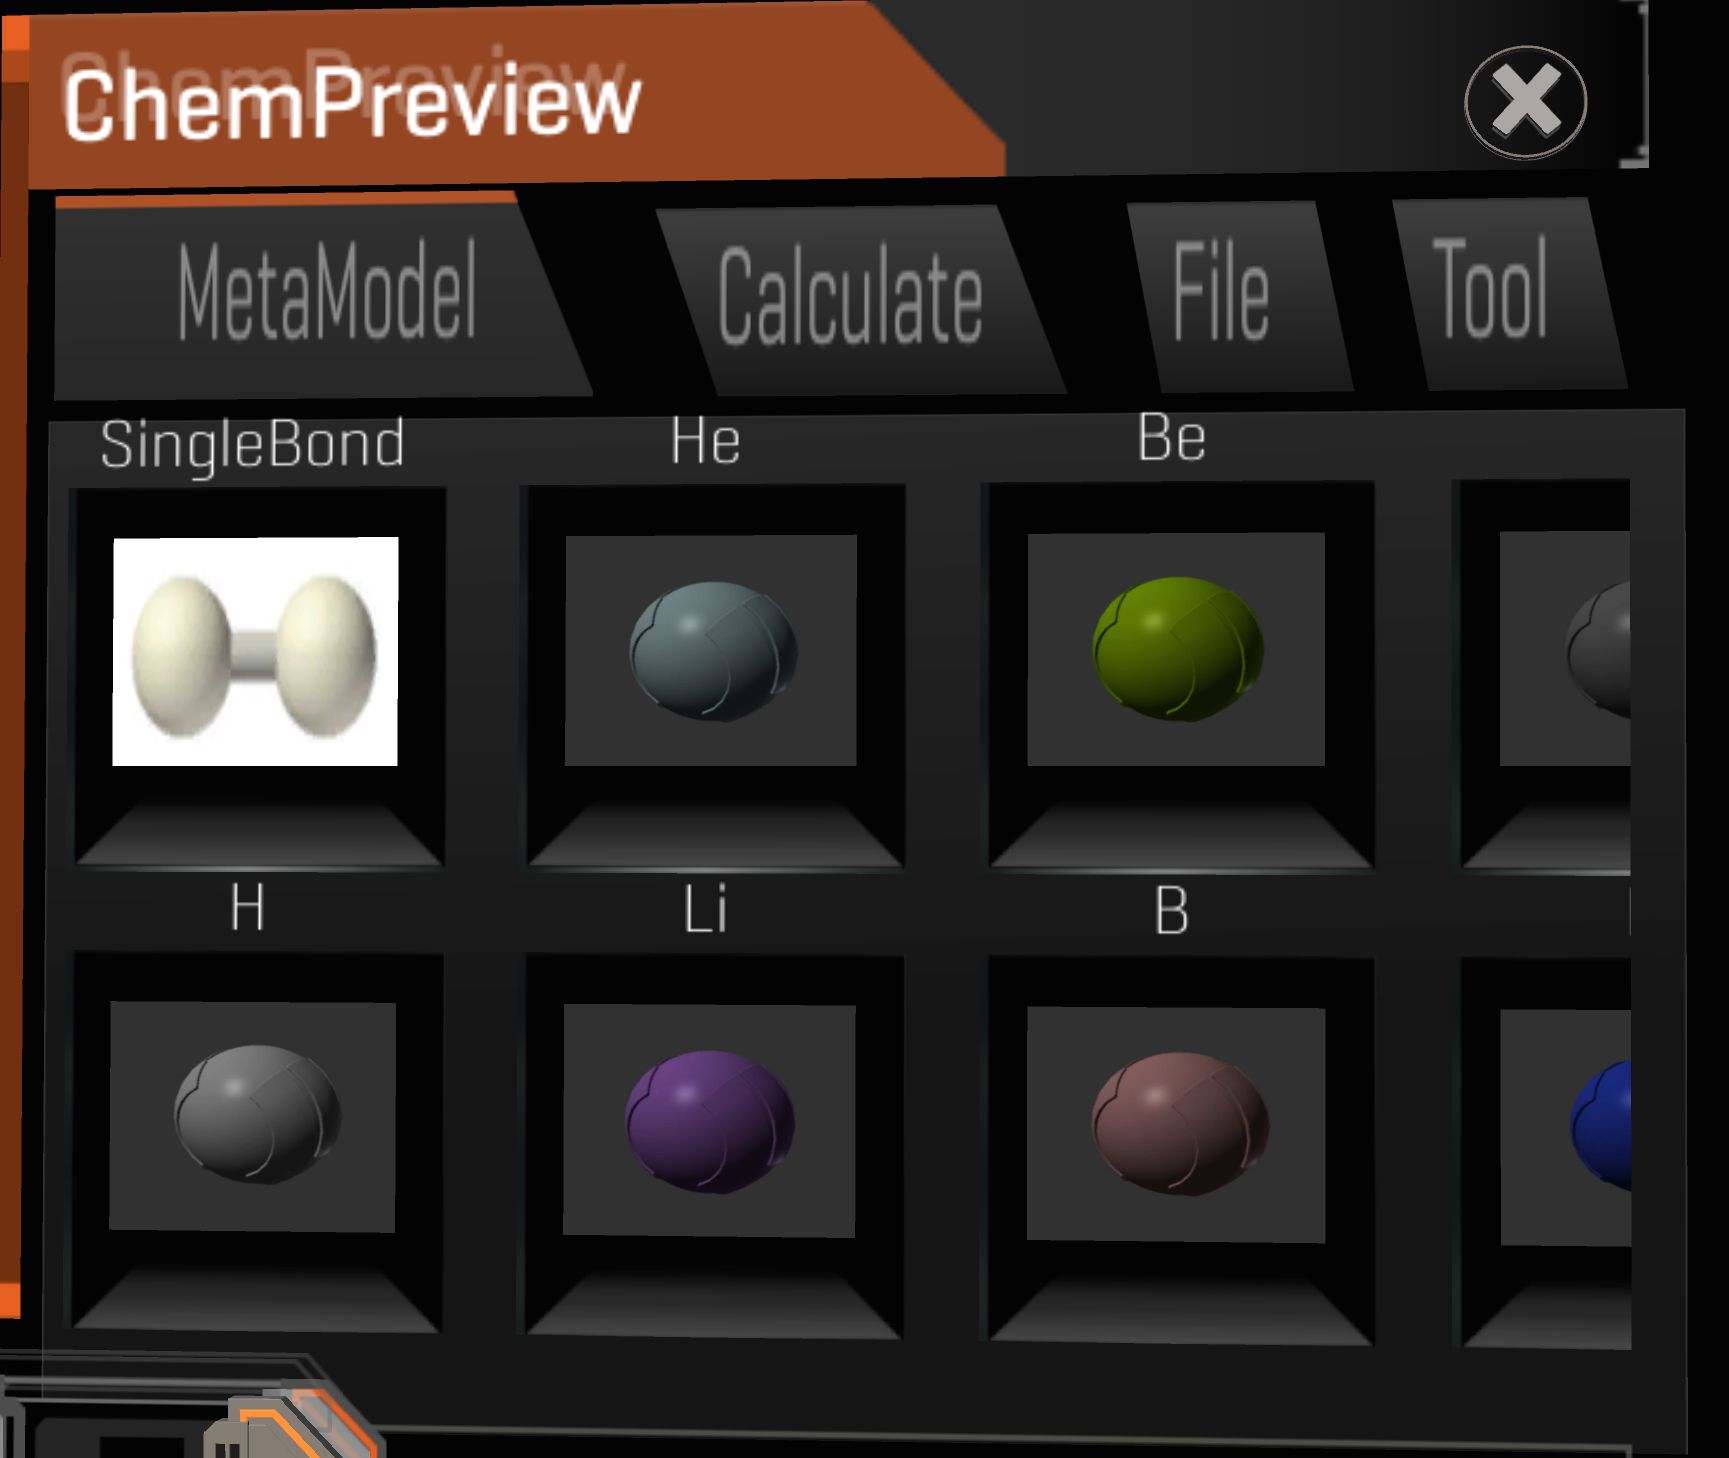 ChemPreview
MetaModel Calculate File Tool
SingleBond He Be
H Li B